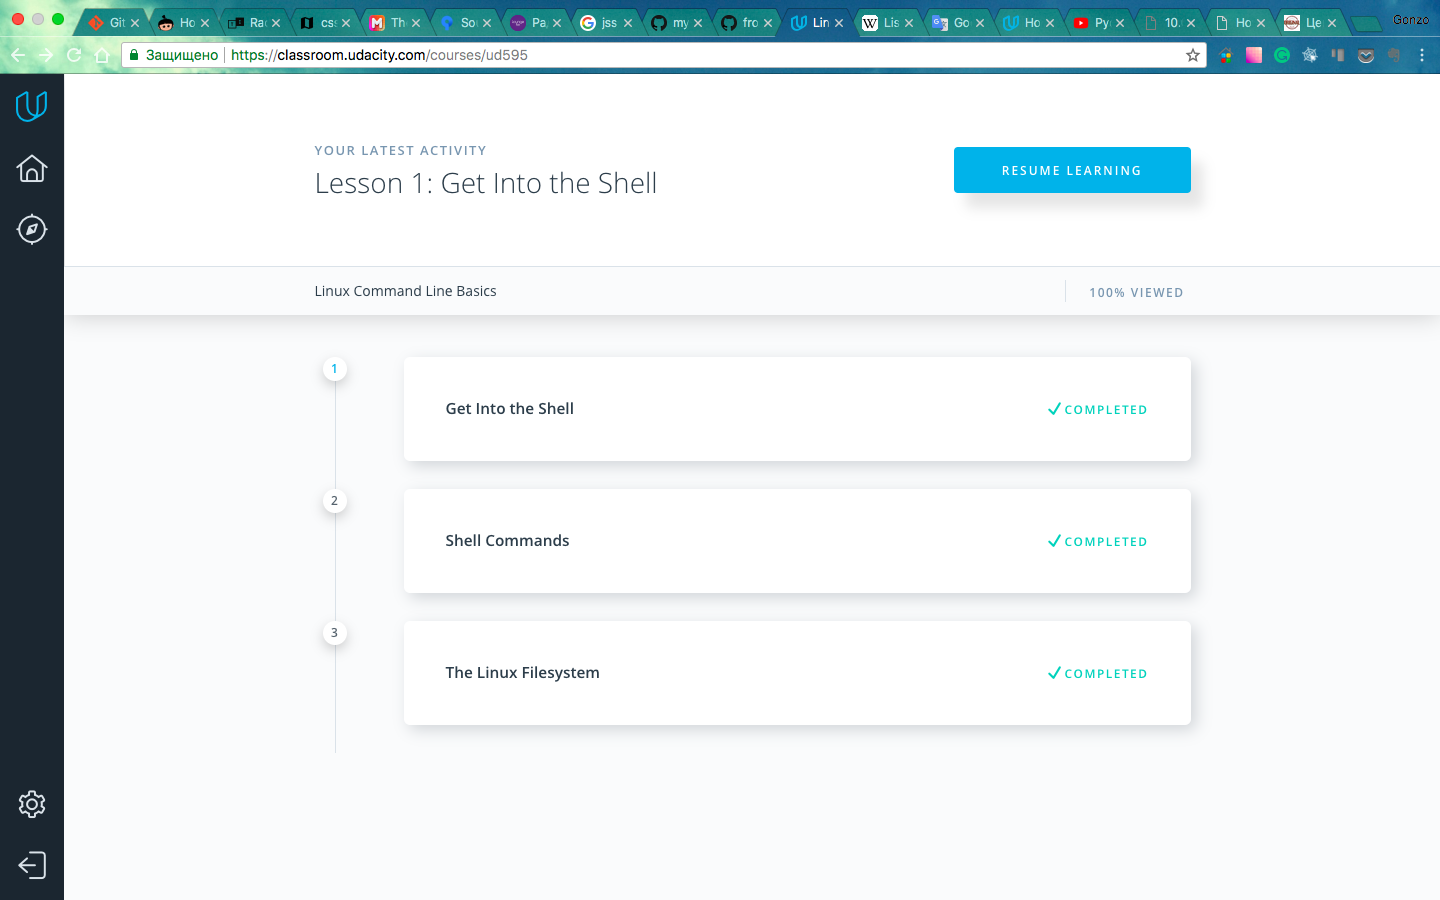 Git
Ho
Ra
cs
Th
So
Pa
jss
my
fro
Lin
Lis
Go
Ho
Pyc
10.
Ho
Це
Gonzo
Защищено
https://classroom.udacity.com/courses/ud595
YOUR LATEST ACTIVITY
Lesson 1: Get Into the Shell
RESUME LEARNING
Linux Command Line Basics
100% VIEWED
1
Get Into the Shell
COMPLETED
2
Shell Commands
COMPLETED
3
The Linux Filesystem
COMPLETED